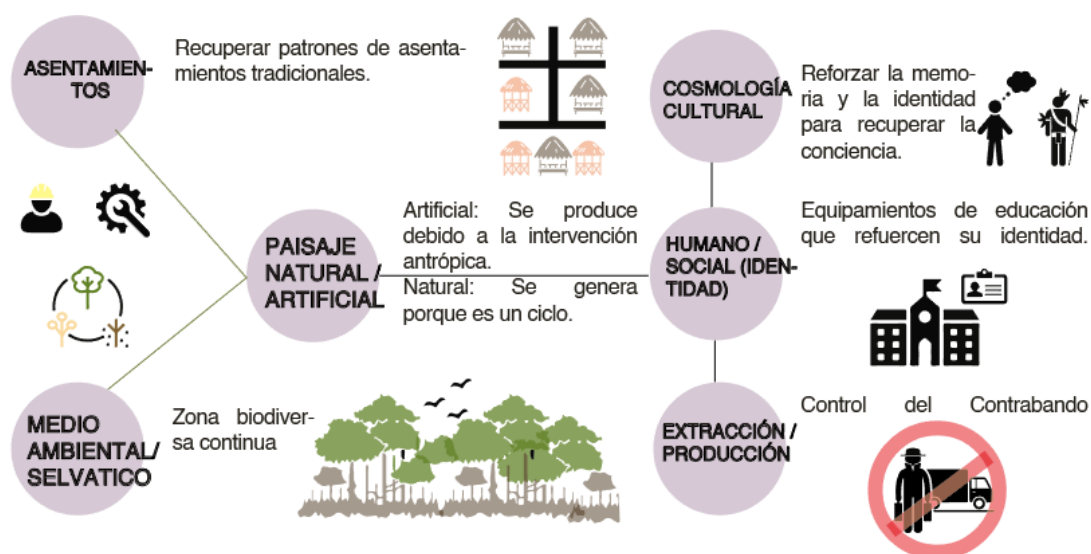 ASENTAMIEN-
TOS
Recuperar patrones de asenta-
mientos tradicionales.
COSMOLOGÍA
CULTURAL
Reforzar la memo-
ria y la identidad
para recuperar la
conciencia.
PAISAJE
NATURAL /
ARTIFICIAL
Artificial: Se produce
debido a la intervención
antrópica.
Natural: Se genera
porque es un ciclo.
HUMANO /
SOCIAL (IDEN-
TIDAD)
Equipamientos de educación
que refuercen su identidad.
MEDIO
AMBIENTAL/
SELVATICO
Zona biodiver-
sa continua
EXTRACCIÓN /
PRODUCCIÓN
Control del Contrabando